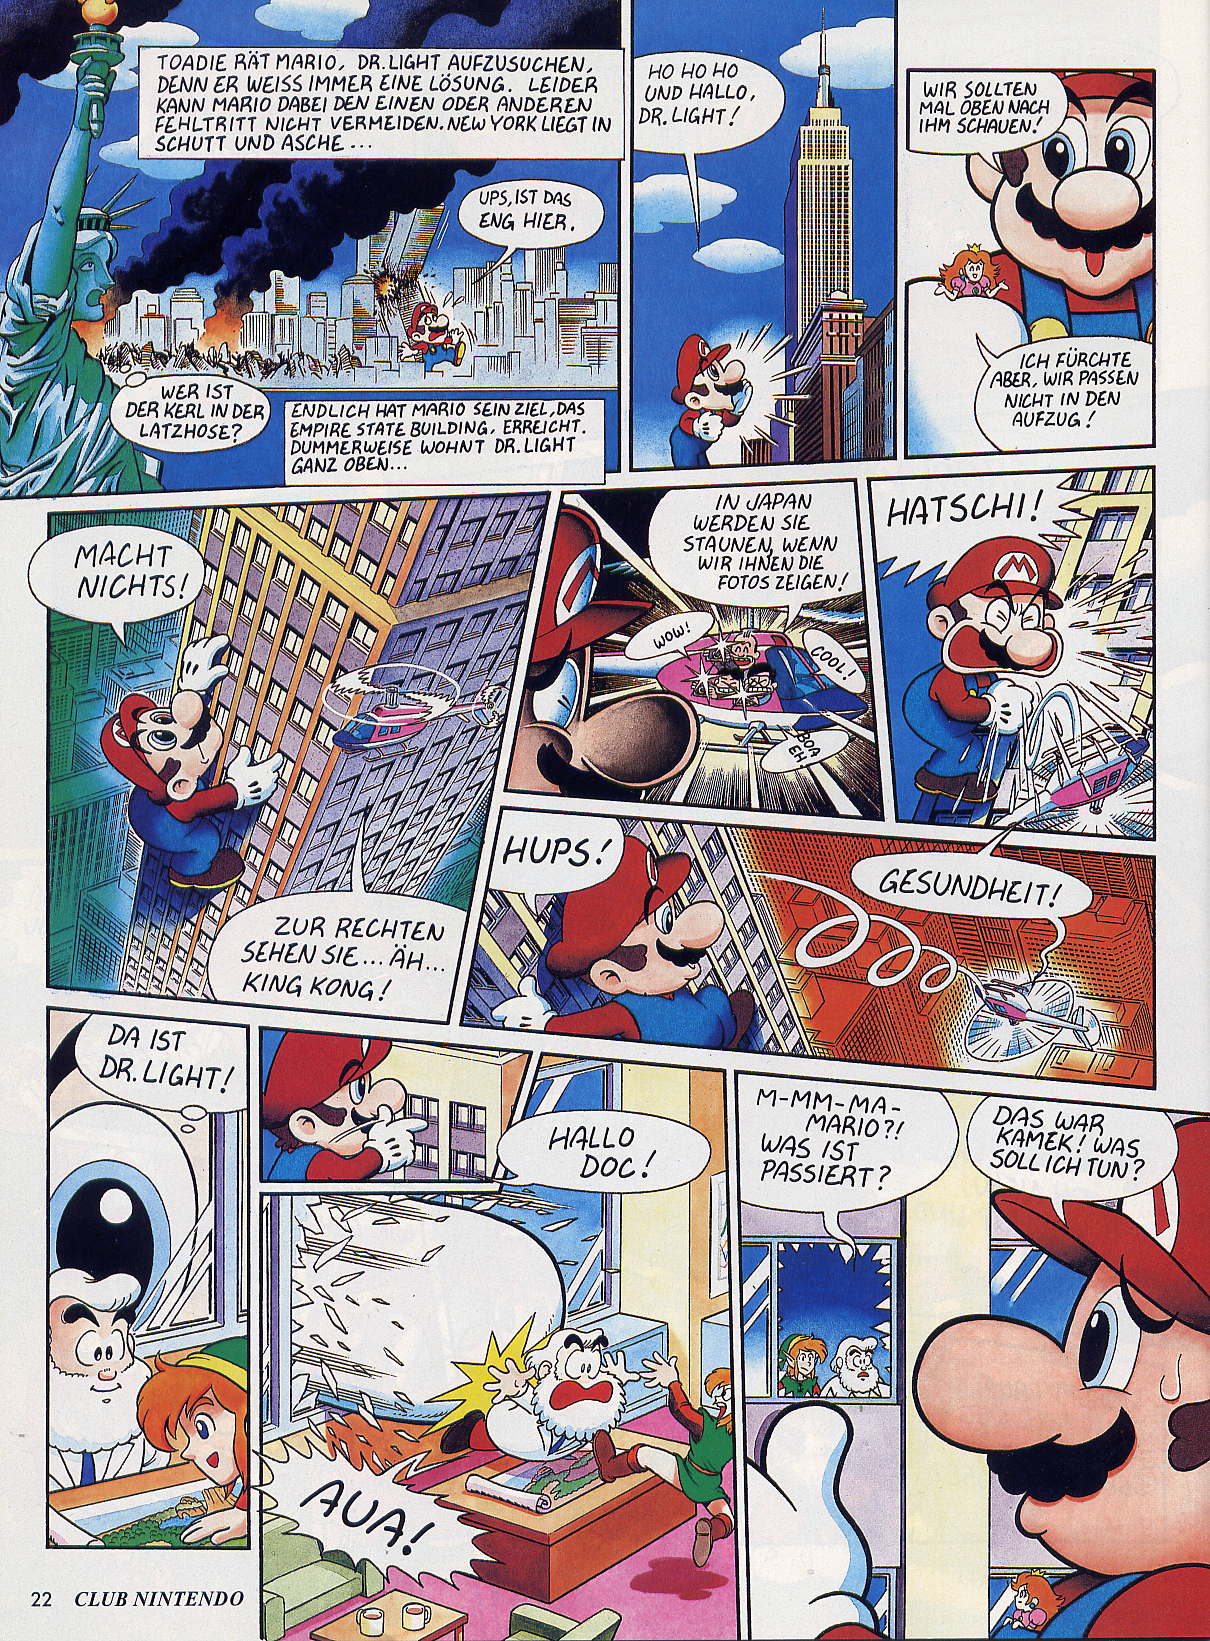 TOADIE RÄT MARIO, DR. LIGHT AUFZUSUCHEN,
DENN ER WEISS IMMER EINE LÖSUNG. LEIDER
KANN MARIO DABEI DEN EINEN ODER ANDEREN
FEHLTRITT NICHT VERMEIDEN. NEW YORK LIEGT IN
SCHUTT UND ASCHE...
UPS, IST DAS
ENG HIER.
WER IST
DER KERL IN DER
LATZHOSE?
ENDLICH HAT MARIO SEIN ZIEL, DAS
EMPIRE STATE BUILDING, ERREICHT.
DUMMERWEISE WOHNT DR. LIGHT
GANZ OBEN...
HO HO HO
UND HALLO,
DR. LIGHT!
WIR SOLLTEN
MAL OBEN NACH
IHM SCHAUEN!
ICH FÜRCHTE
ABER, WIR PASSEN
NICHT IN DEN
AUFZUG!
MACHT
NICHTS!
ZUR RECHTEN
SEHEN SIE... ÄH...
KING KONG!
IN JAPAN
WERDEN SIE
STAUNEN, WENN
WIR IHNEN DIE
FOTOS ZEIGEN!
WOW!
COOL!
BOA
EH
HATSCHI!
M
HUPS!
GESUNDHEIT!
DA IST
DR. LIGHT!
HALLO
DOC!
AUA!
M-MM-MA-
MARIO?!
WAS IST
PASSIERT?
DAS WAR
KAMEK! WAS
SOLL ICH TUN?
22 CLUB NINTENDO